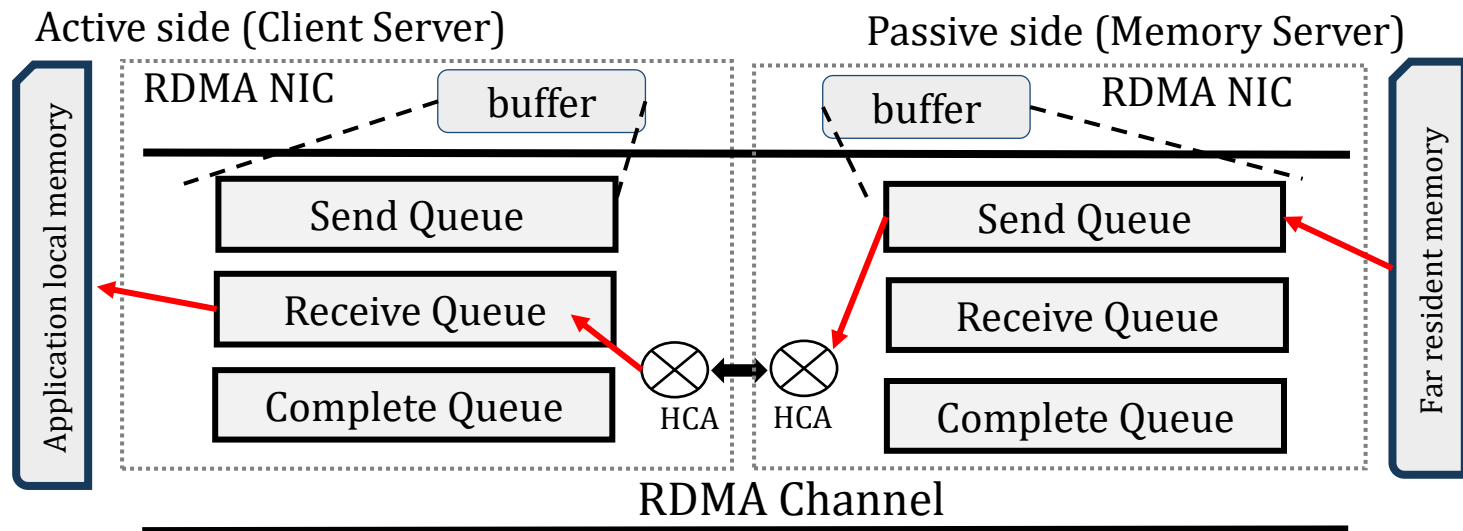 Active side (Client Server)
Passive side (Memory Server)
Application local memory
RDMA NIC
buffer
buffer
RDMA NIC
Far resident memory
Send Queue
Send Queue
Receive Queue
Receive Queue
Complete Queue
HCA
HCA
Complete Queue
RDMA Channel